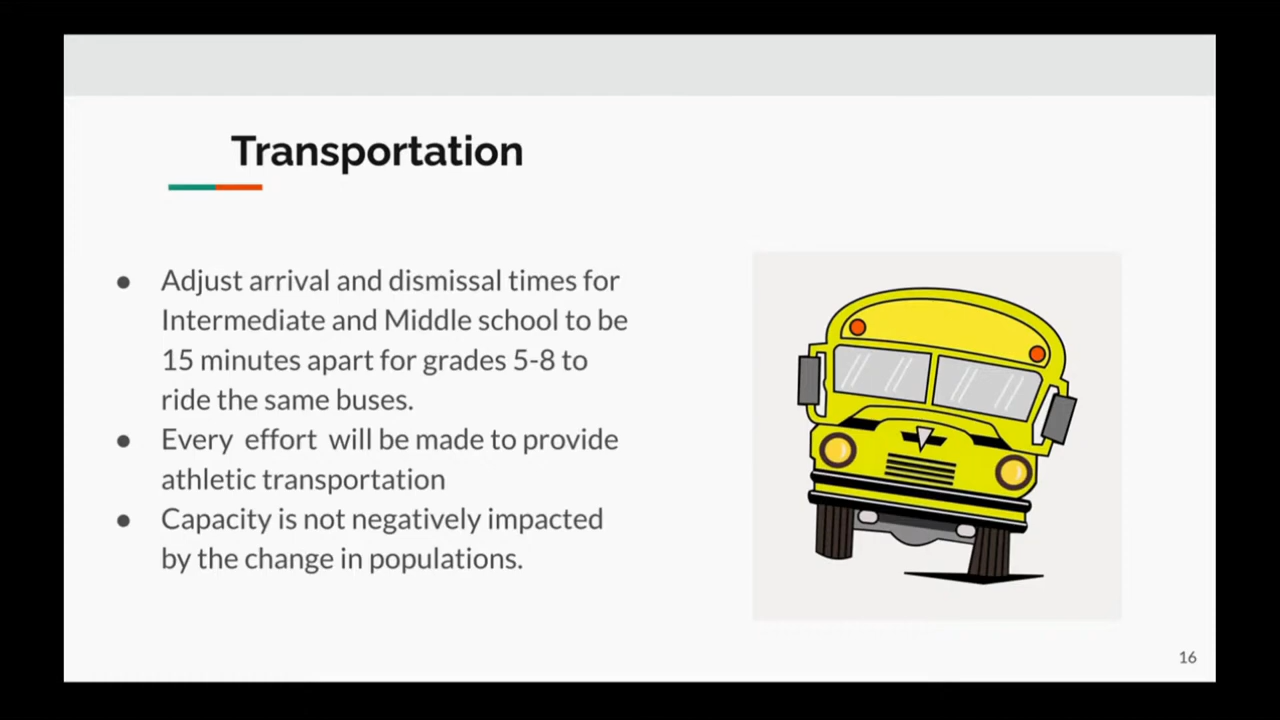 Transportation
● Adjust arrival and dismissal times for
Intermediate and Middle school to be
15 minutes apart for grades 5-8 to
ride the same buses.
● Every effort will be made to provide
athletic transportation
● Capacity is not negatively impacted
by the change in populations.
16